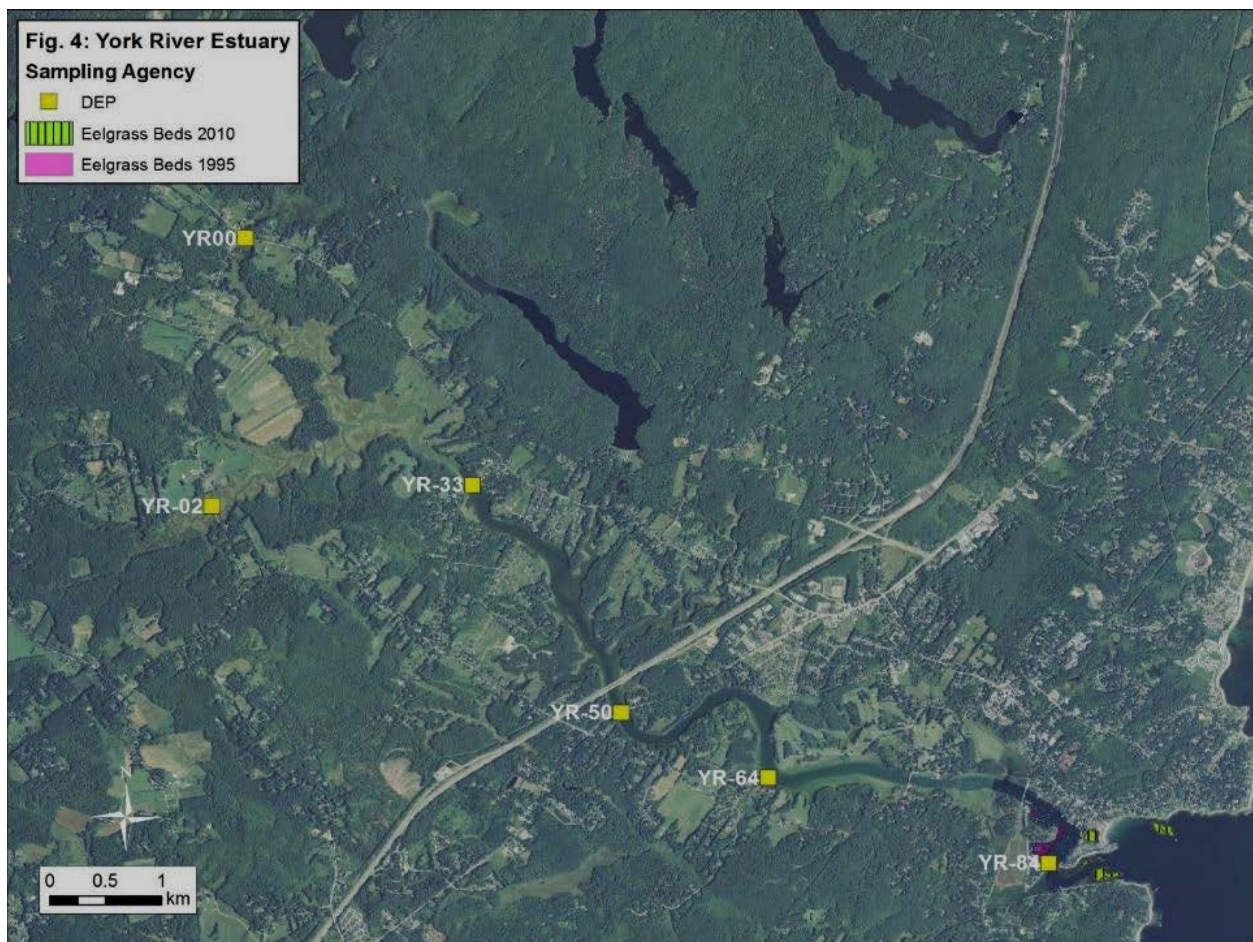 Fig. 4: York River Estuary
Sampling Agency
DEP
Eelgrass Beds 2010
Eelgrass Beds 1995
YR00
YR-33
YR-02
YR-50
YR-64
YR-84
N
0 0.5 1
km